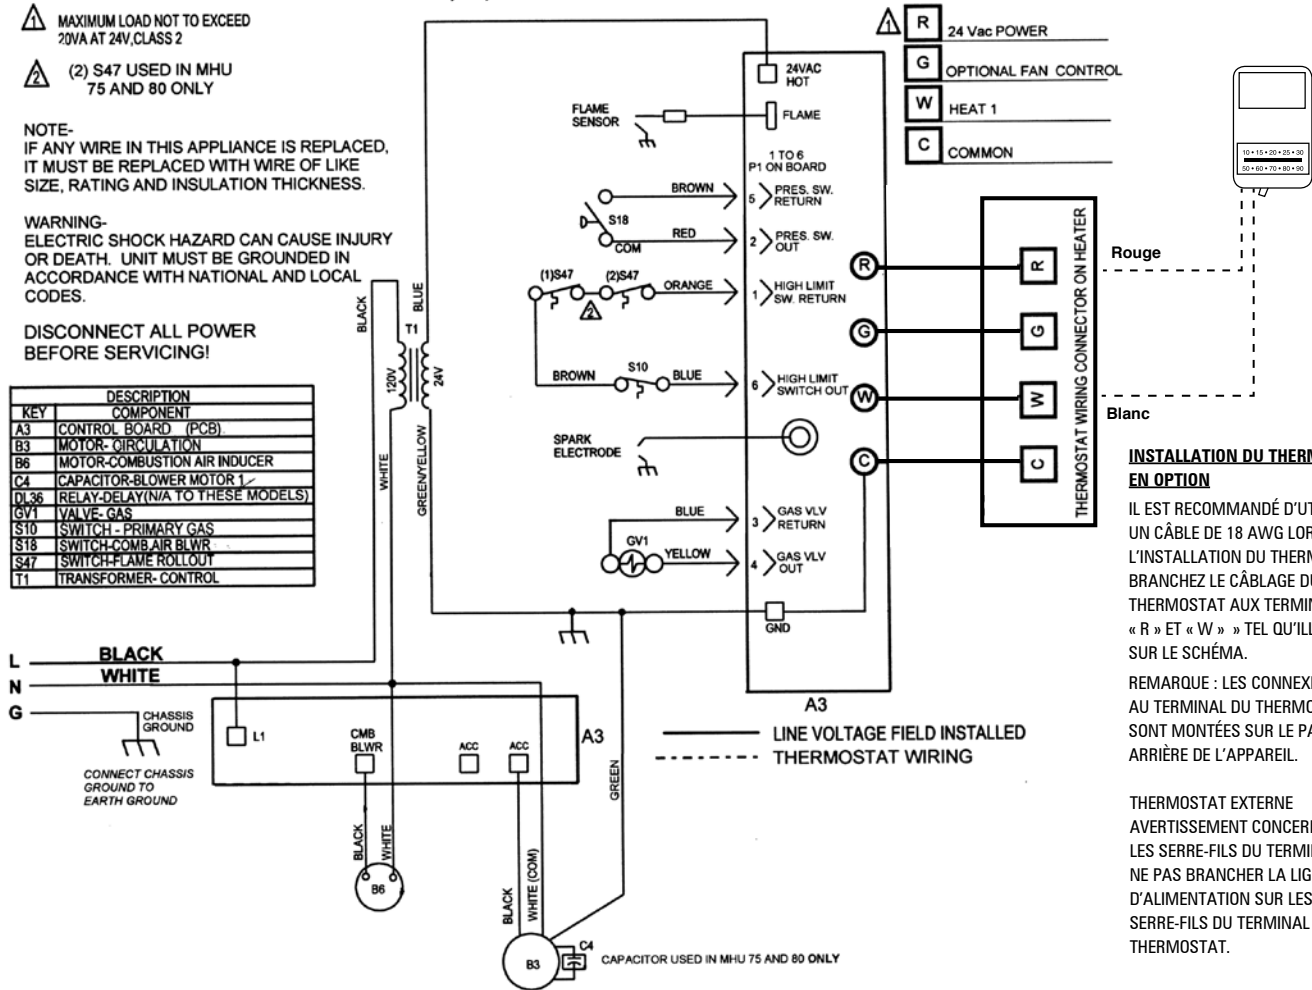 1
MAXIMUM LOAD NOT TO EXCEED
20VA AT 24V,CLASS 2
2
(2) S47 USED IN MHU
75 AND 80 ONLY
NOTE-
IF ANY WIRE IN THIS APPLIANCE IS REPLACED,
IT MUST BE REPLACED WITH WIRE OF LIKE
SIZE, RATING AND INSULATION THICKNESS.
WARNING-
ELECTRIC SHOCK HAZARD CAN CAUSE INJURY
OR DEATH. UNIT MUST BE GROUNDED IN
ACCORDANCE WITH NATIONAL AND LOCAL
CODES.
DISCONNECT ALL POWER
BEFORE SERVICING!
DESCRIPTION
KEY COMPONENT
A3 CONTROL BOARD (PCB)
B3 MOTOR- CIRCULATION
B6 MOTOR-COMBUSTION AIR INDUCER
C4 CAPACITOR-BLOWER MOTOR 1
DL36 RELAY-DELAY(N/A TO THESE MODELS)
GV1 VALVE- GAS
S10 SWITCH - PRIMARY GAS
S18 SWITCH-COMB.AIR BLWR
S47 SWITCH-FLAME ROLLOUT
T1 TRANSFORMER- CONTROL
BLACK
BLUE
T1
120V
24V
WHITE
GREEN/YELLOW
24VAC
HOT
FLAME
SENSOR
FLAME
1 TO 6
P1 ON BOARD
BROWN
5 PRES. SW.
RETURN
S18
RED
COM
2 PRES. SW.
OUT
(1)S47
(2)S47
ORANGE
2
1 HIGH LIMIT
SW. RETURN
BROWN
S10
BLUE
6 HIGH LIMIT
SWITCH OUT
SPARK
ELECTRODE
BLUE
3 GAS VLV
RETURN
GV1
YELLOW
4 GAS VLV
OUT
GND
R
G
W
C
A3
1
R 24 Vac POWER
G OPTIONAL FAN CONTROL
W HEAT 1
C COMMON
R
G
W
C
THERMOSTAT WIRING CONNECTOR ON HEATER
10 • 15 • 20 • 25 • 30
50 • 60 • 70 • 80 • 90
Rouge
Blanc
L BLACK
N WHITE
G
CHASSIS
GROUND
CONNECT CHASSIS
GROUND TO
EARTH GROUND
L1
CMB
BLWR
ACC
ACC
A3
BLACK
WHITE
B6
BLACK
WHITE (COM)
GREEN
B3
C4
CAPACITOR USED IN MHU 75 AND 80 ONLY
LINE VOLTAGE FIELD INSTALLED
THERMOSTAT WIRING
INSTALLATION DU THERM
EN OPTION
IL EST RECOMMANDÉ D'UT
UN CÂBLE DE 18 AWG LOR
L'INSTALLATION DU THERM
BRANCHEZ LE CÂBLAGE DU
THERMOSTAT AUX TERMIN
« R » ET « W » » TEL QU'ILL
SUR LE SCHÉMA.
REMARQUE : LES CONNEXI
AU TERMINAL DU THERMO
SONT MONTÉES SUR LE PA
ARRIÈRE DE L'APPAREIL.
THERMOSTAT EXTERNE
AVERTISSEMENT CONCER
LES SERRE-FILS DU TERMI
NE PAS BRANCHER LA LIG
D'ALIMENTATION SUR LES
SERRE-FILS DU TERMINAL
THERMOSTAT.